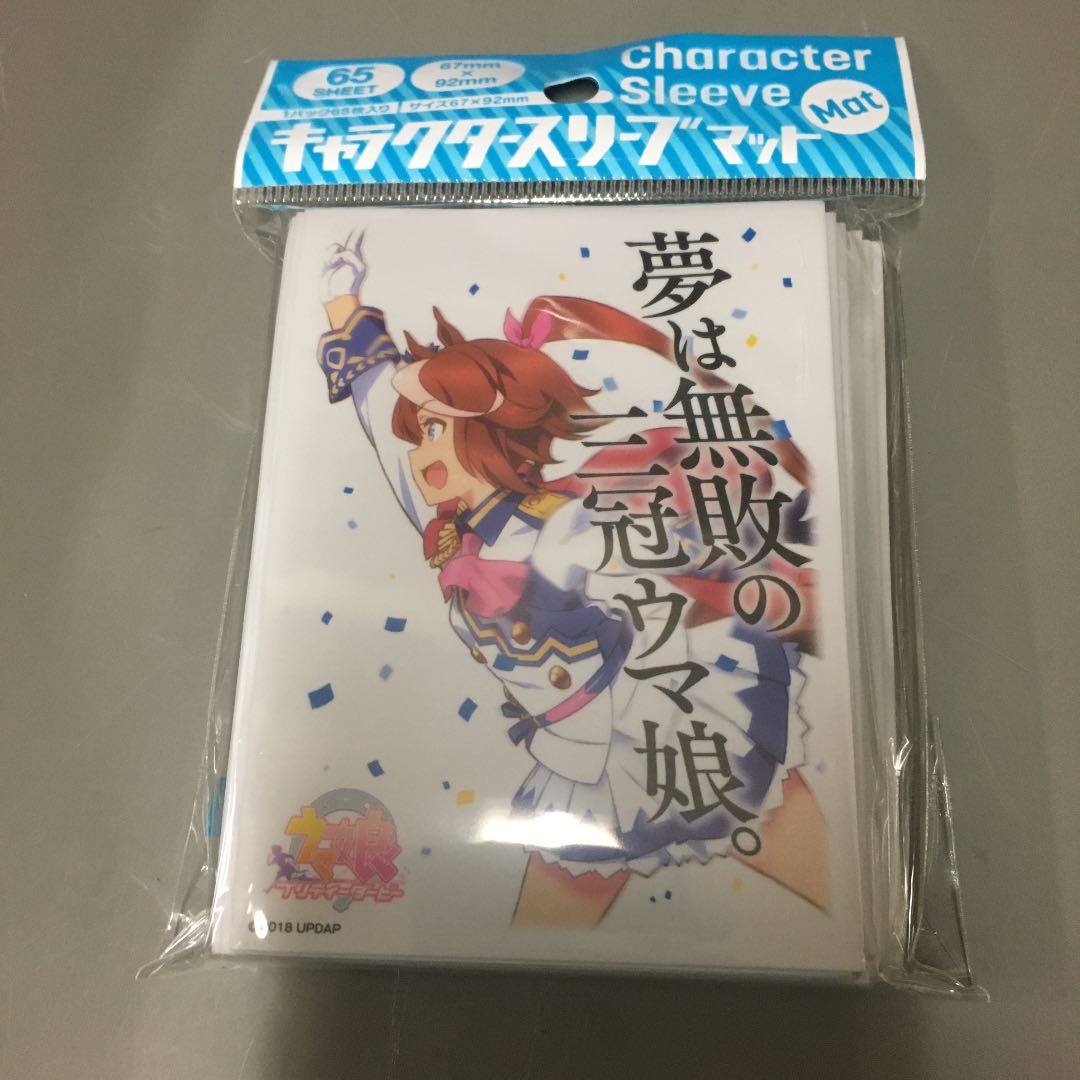 65
SHEET
67mm
×
92mm
Character
Sleeve
Mat
1パック65枚入り
サイズ67×92mm
キャラクタースリーブマット
夢は無敗の
三冠ウマ娘。
ウマ娘
プリティーダービー
©2018 UPDAP